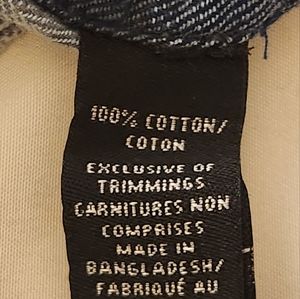 100% COTTON/
COTON
EXCLUSIVE OF
TRIMMINGS
GARNITURES NON
COMPRISES
MADE IN
BANGLADESH/
FABRIQUÉ AU